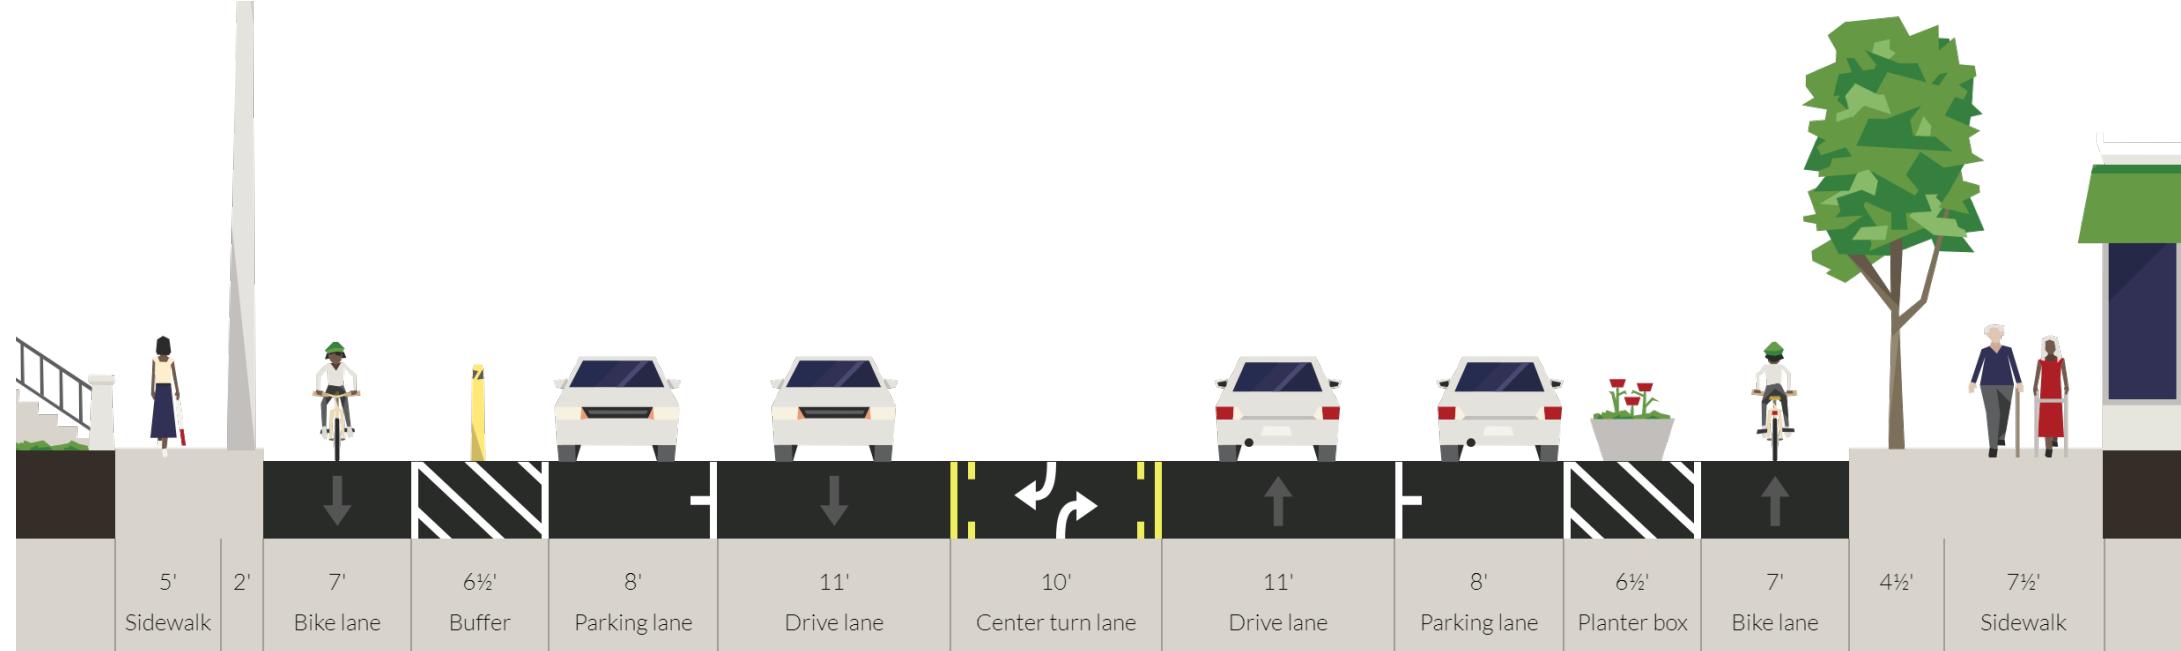 5' 2' 7' 6½' 8' 11' 10' 11' 8' 6½' 7' 4½' 7½'
Sidewalk Bike lane Buffer Parking lane Drive lane Center turn lane Drive lane Parking lane Planter box Bike lane Sidewalk